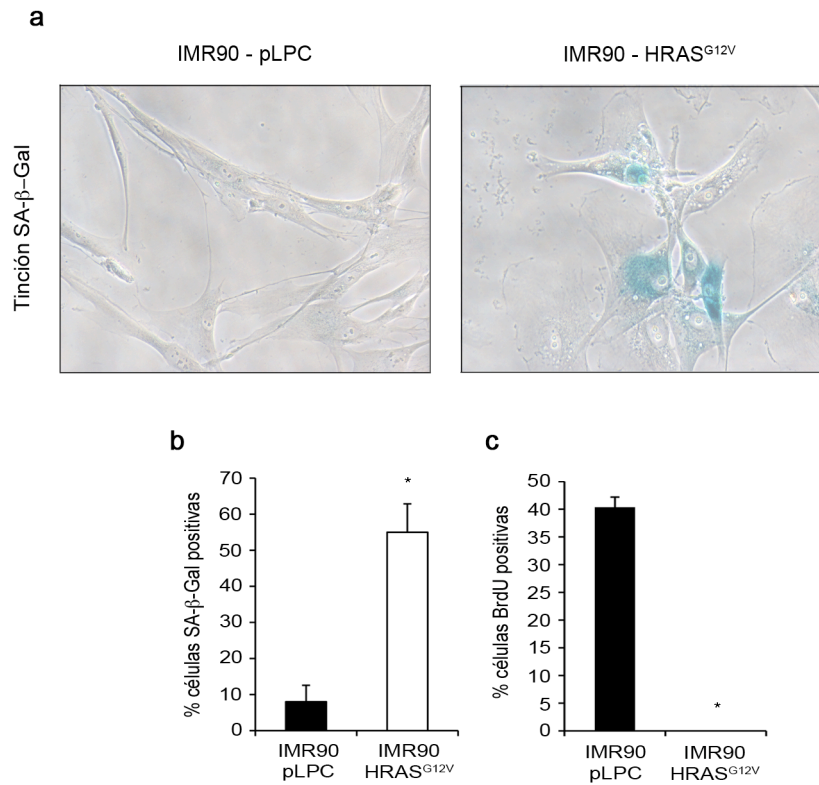 a
IMR90 - pLPC
IMR90 - HRASG12V
Tinción SA-β–Gal
b
% células SA-β-Gal positivas
70
60
50
40
30
20
10
0
*
IMR90
pLPC
IMR90
HRASG12V
c
% células BrdU positivas
50
45
40
35
30
25
20
15
10
5
0
*
IMR90
pLPC
IMR90
HRASG12V